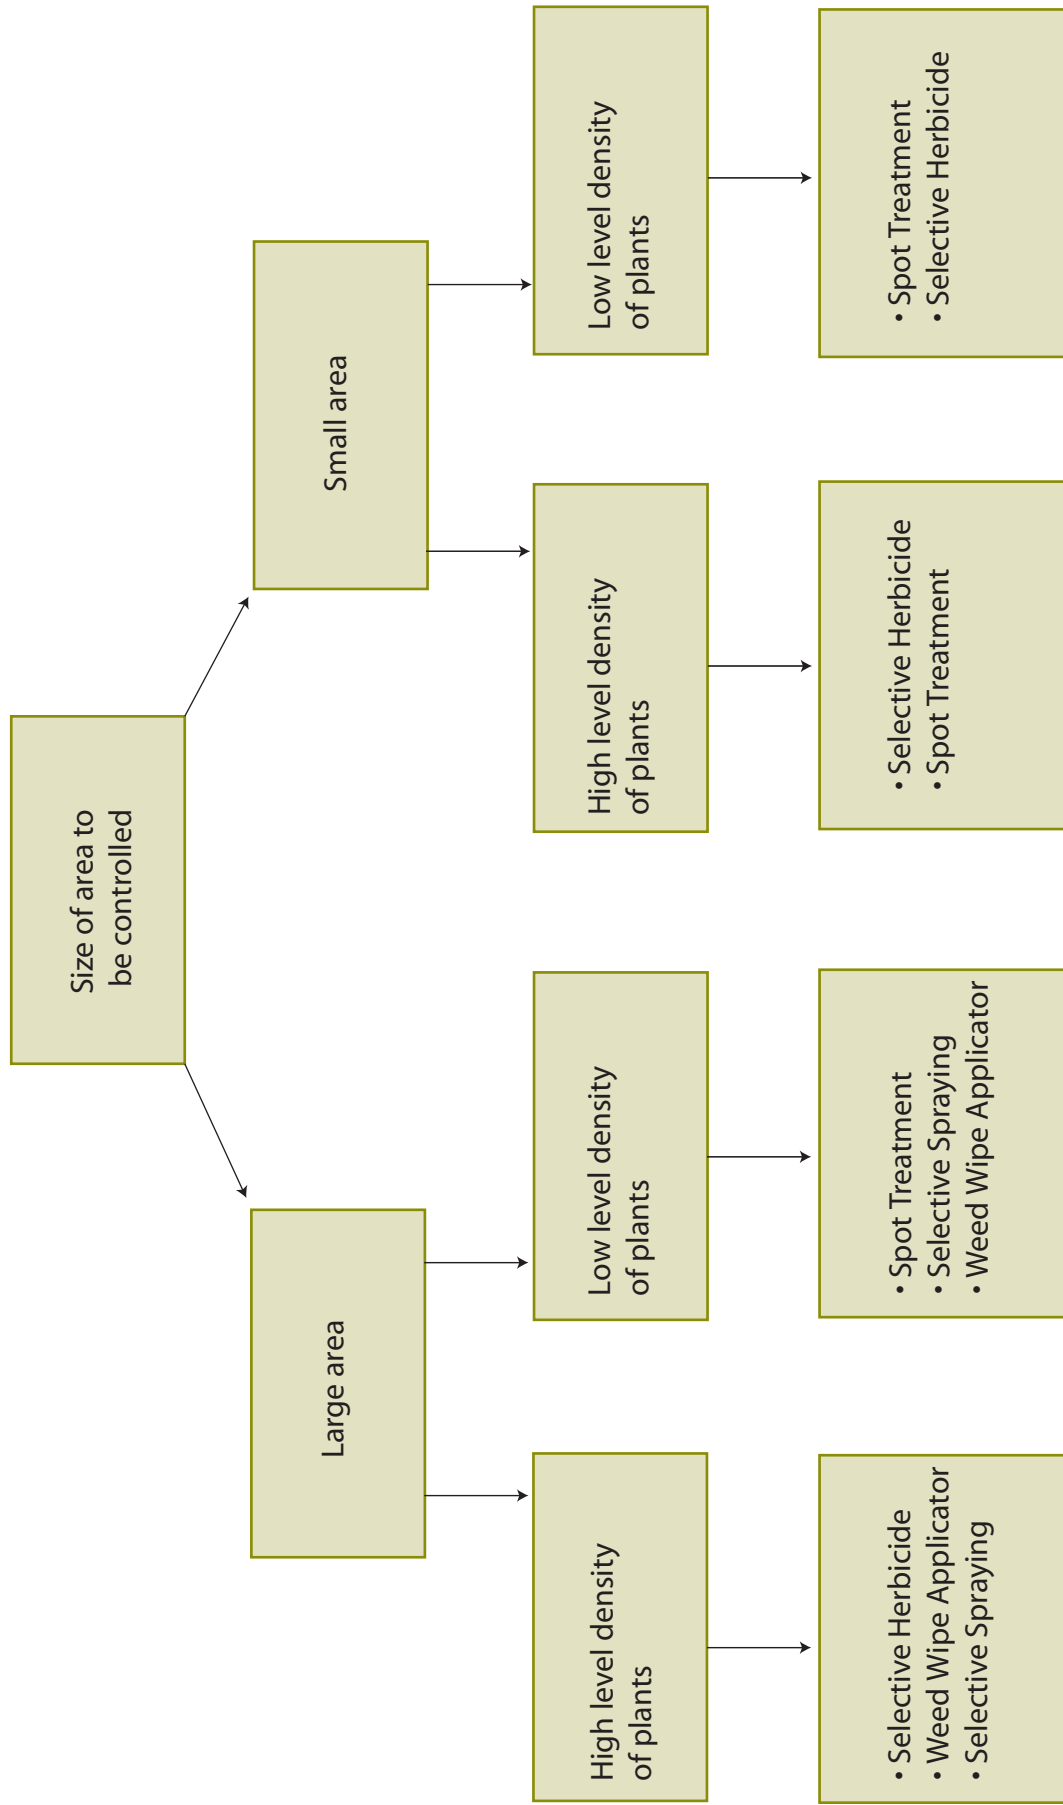 Size of area to
be controlled
Large area
Small area
High level density
of plants
Low level density
of plants
High level density
of plants
Low level density
of plants
• Selective Herbicide
• Weed Wipe Applicator
• Selective Spraying
• Spot Treatment
• Selective Spraying
• Weed Wipe Applicator
• Selective Herbicide
• Spot Treatment
• Spot Treatment
• Selective Herbicide